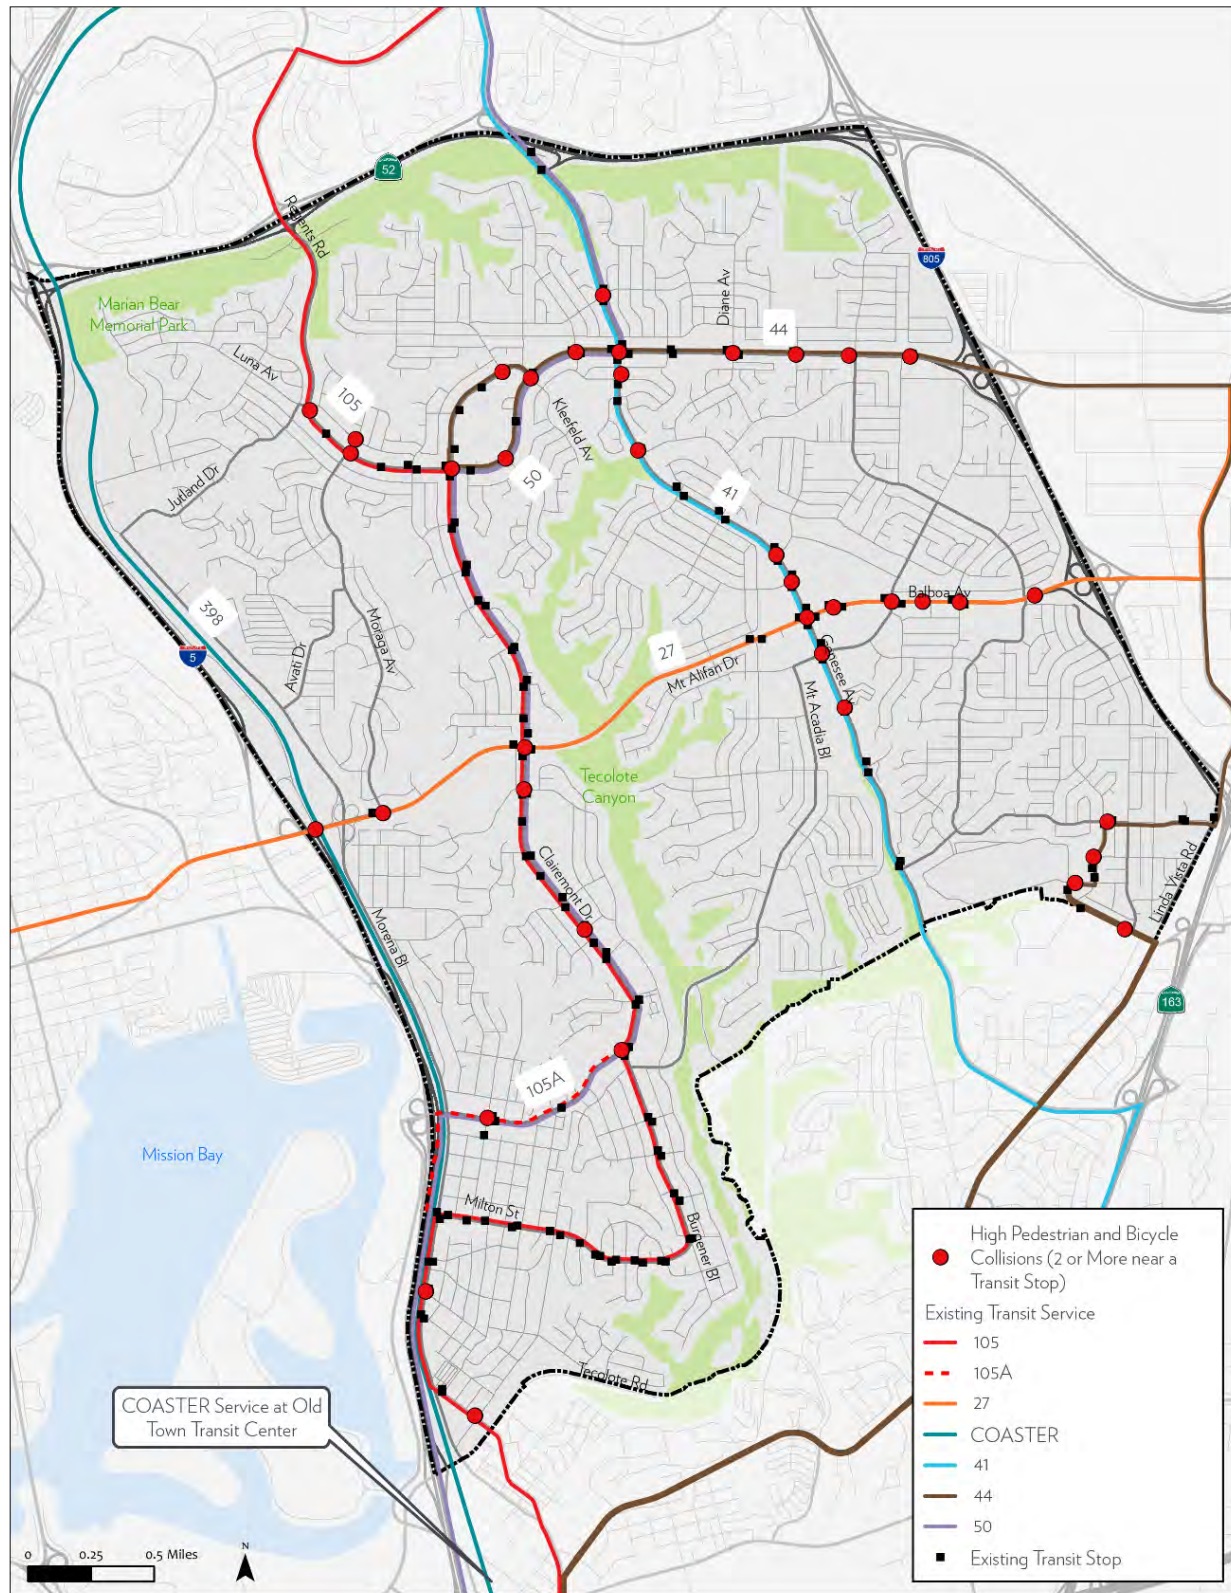 52
Regents Rd
805
Marian Bear
Memorial Park
Diane Av
44
Luna Av
105
Kleefeld Av
50
41
Jutland Dr
Balboa Av
398
27
Moraga Av
Genesee Av
5
Avati Dr
Mt Alifan Dr
Mt Acadia Bl
Tecolote
Canyon
Clairemont Dr
Linda Vista Rd
Morena Bl
163
105A
Mission Bay
Milton St
Burgener Bl
Tecolote Rd
COASTER Service at Old
Town Transit Center
0 0.25 0.5 Miles
N
High Pedestrian and Bicycle
Collisions (2 or More near a
Transit Stop)
Existing Transit Service
105
105A
27
COASTER
41
44
50
Existing Transit Stop